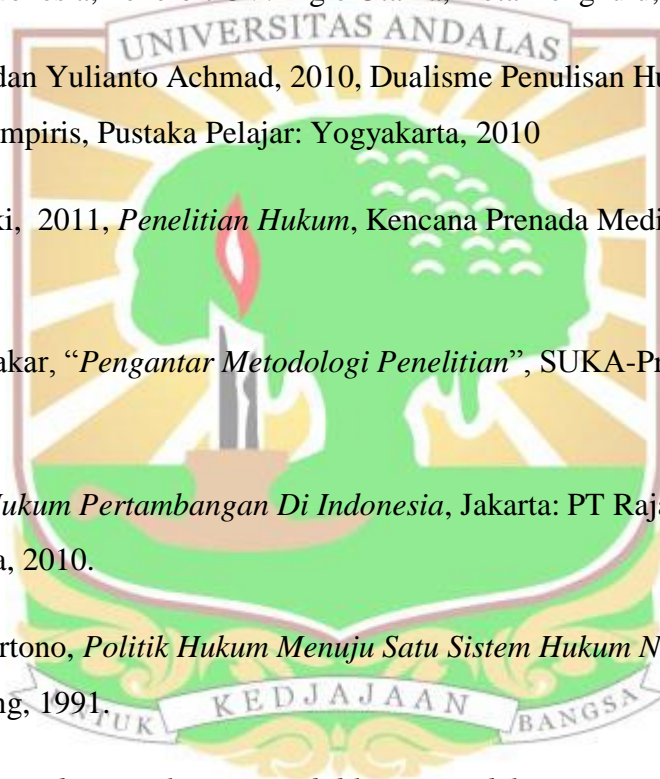 UNIVERSITAS ANDALAS
dan Yulianto Achmad, 2010, Dualisme Penulisan Hu
mpiris, Pustaka Pelajar: Yogyakarta, 2010
ki, 2011, Penelitian Hukum, Kencana Prenada Medi
akar, “Pengantar Metodologi Penelitian”, SUKA-Pr
Hukum Pertambangan Di Indonesia, Jakarta: PT Raja
a, 2010.
rtono, Politik Hukum Menuju Satu Sistem Hukum N
ng, 1991.
UNTUK KEDJAJAAN BANGSA